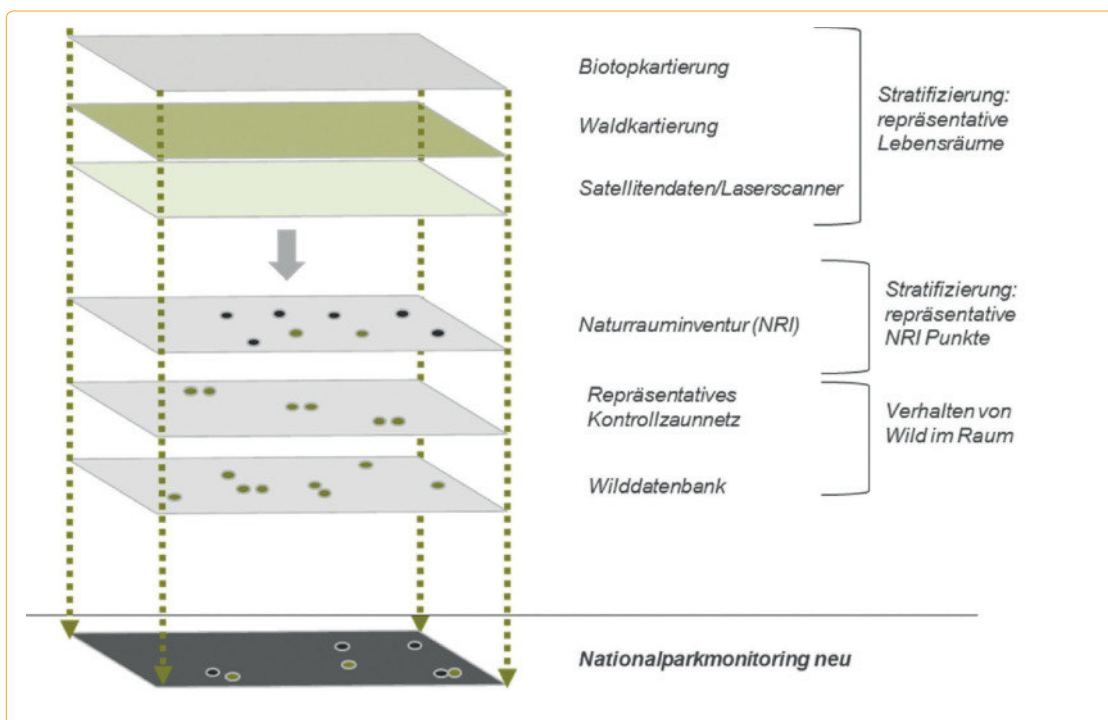 Biotopkartierung
Waldkartierung
Satellitendaten/Laserscanner
Stratifizierung:
repräsentative
Lebensräume
Naturrauminventur (NRI)
Stratifizierung:
repräsentative
NRI Punkte
Repräsentatives
Kontrollzaunnetz
Wilddatenbank
Verhalten von
Wild im Raum
Nationalparkmonitoring neu